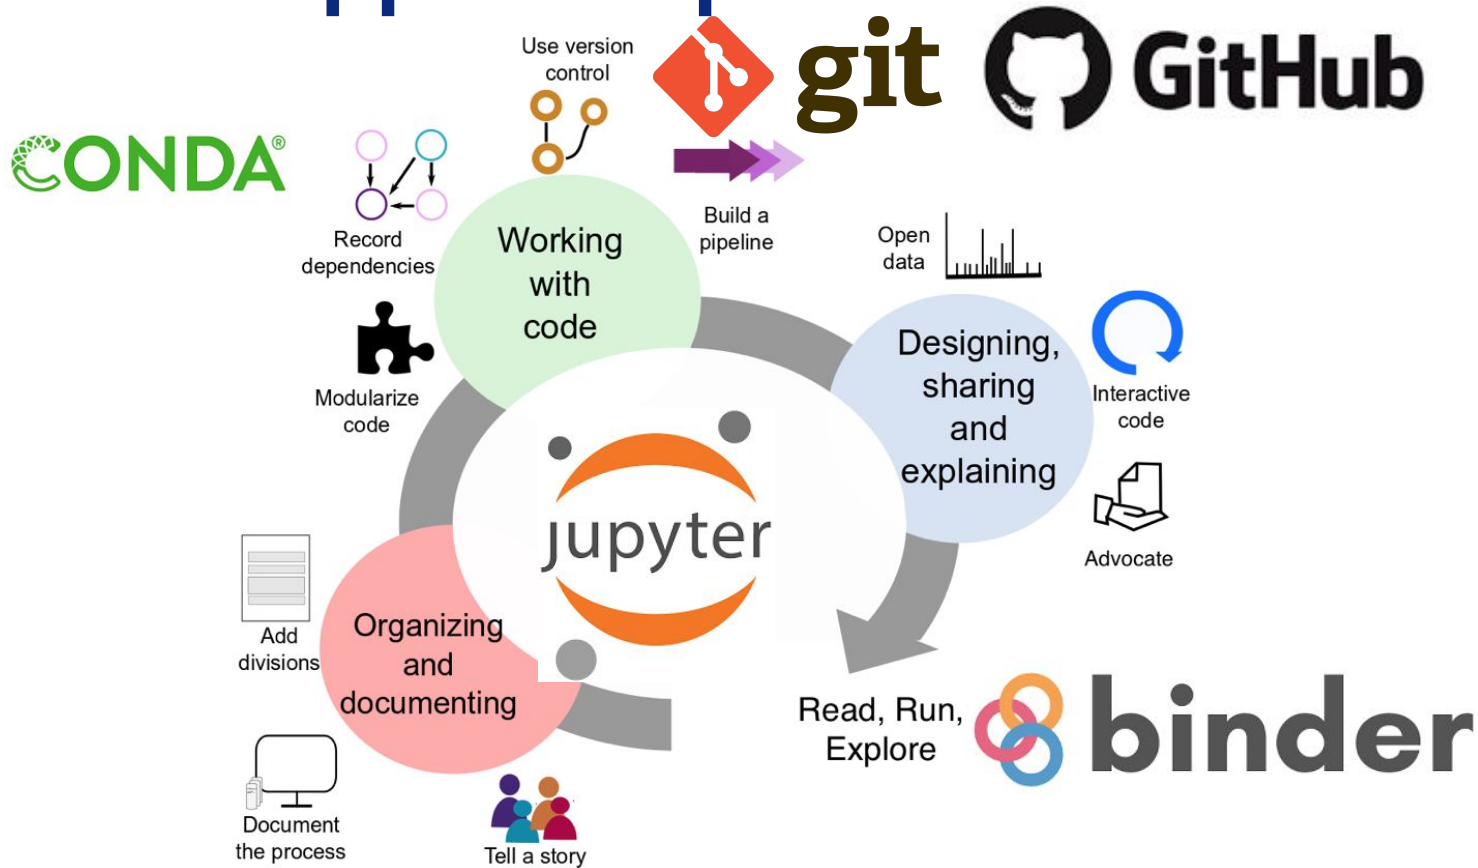 Use version
control
git
GitHub
CONDA®
Record
dependencies
Working
with
code
Build a
pipeline
Open
data
Modularize
code
Designing,
sharing
and
explaining
Interactive
code
jupyter
Advocate
Add
divisions
Organizing
and
documenting
Read, Run,
Explore
binder
Document
the process
Tell a story